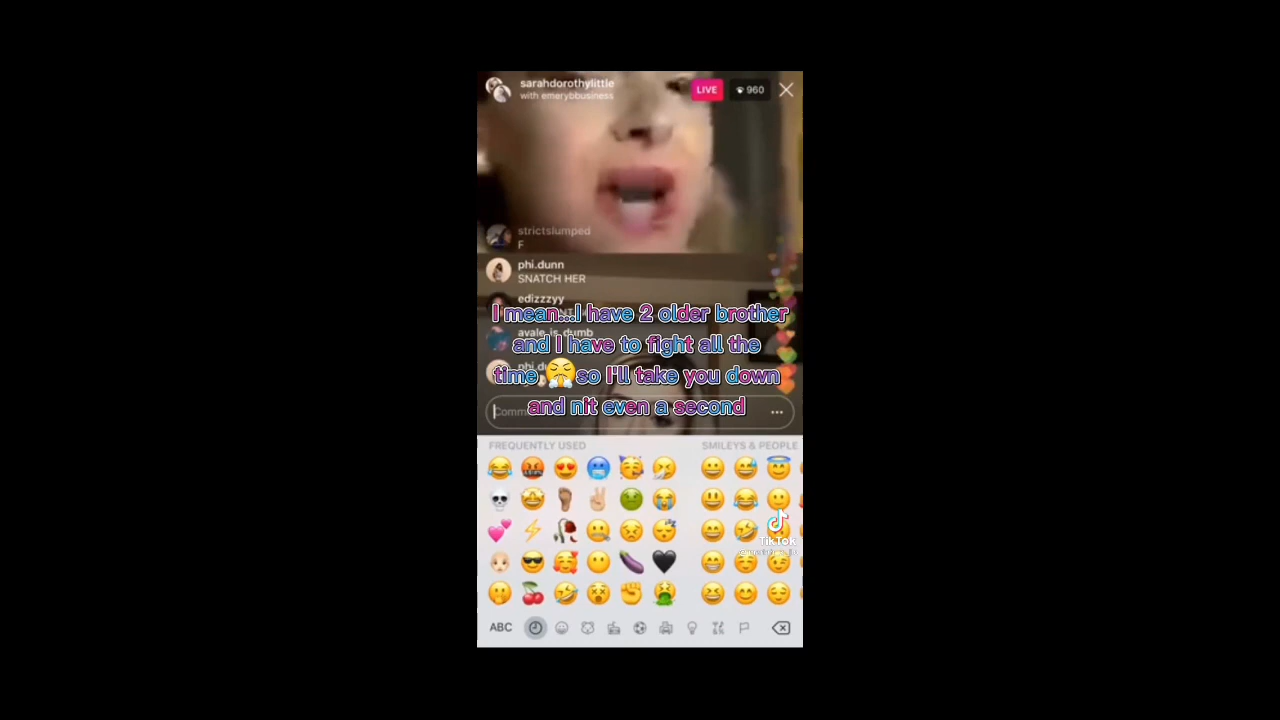 sarahdorothylittle
with emerybbusiness
LIVE
960
strictslumped
F
phi.dunn
SNATCH HER
edizzzyy
I mean...I have 2 older brother
avale_is_dumb
and I have to fight all the
time 😤so I'll take you down
and nit even a second
FREQUENTLY USED
SMILEYS & PEOPLE
TikTok
ABC